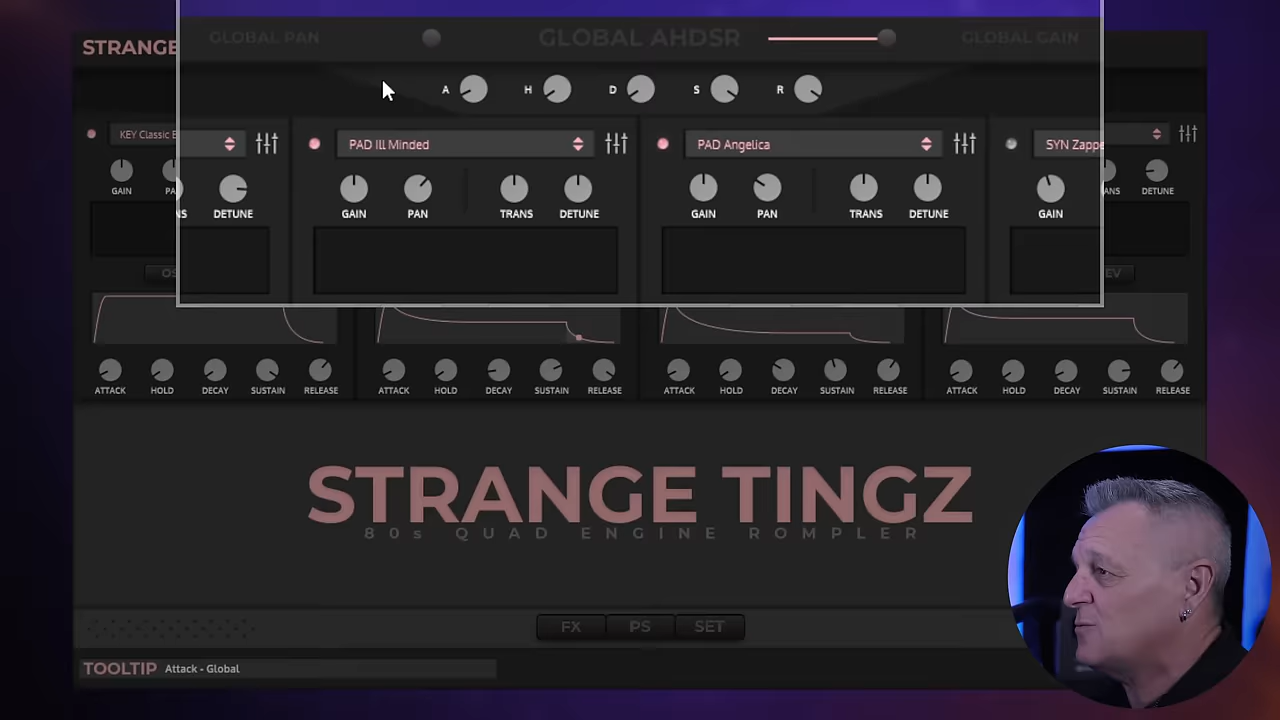 STRANGE
GLOBAL PAN
GLOBAL AHDSR
GLOBAL GAIN
A H D S R
KEY Classic
PAD Ill Minded
PAD Angelica
SYN Zappe
GAIN DETUNE GAIN PAN TRANS DETUNE GAIN PAN TRANS DETUNE GAIN DETUNE
ATTACK HOLD DECAY SUSTAIN RELEASE ATTACK HOLD DECAY SUSTAIN RELEASE ATTACK HOLD DECAY SUSTAIN RELEASE ATTACK HOLD DECAY SUSTAIN RELEASE
STRANGE TINGZ
80s QUAD ENGINE ROMPLER
FX PS SET
TOOLTIP Attack - Global